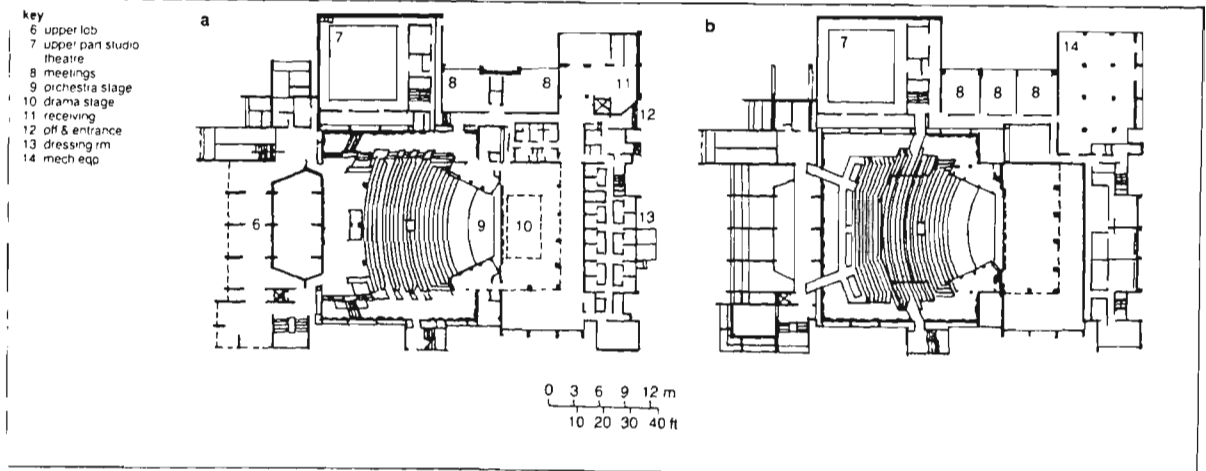 key
6 upper lob
7 upper part studio
theatre
8 meetings
9 orchestra stage
10 drama stage
11 receiving
12 off & entrance
13 dressing rm
14 mech eqp
a
7
8 8
11
12
6
9
10
13
b
7
14
8 8 8
0 3 6 9 12 m
10 20 30 40 ft